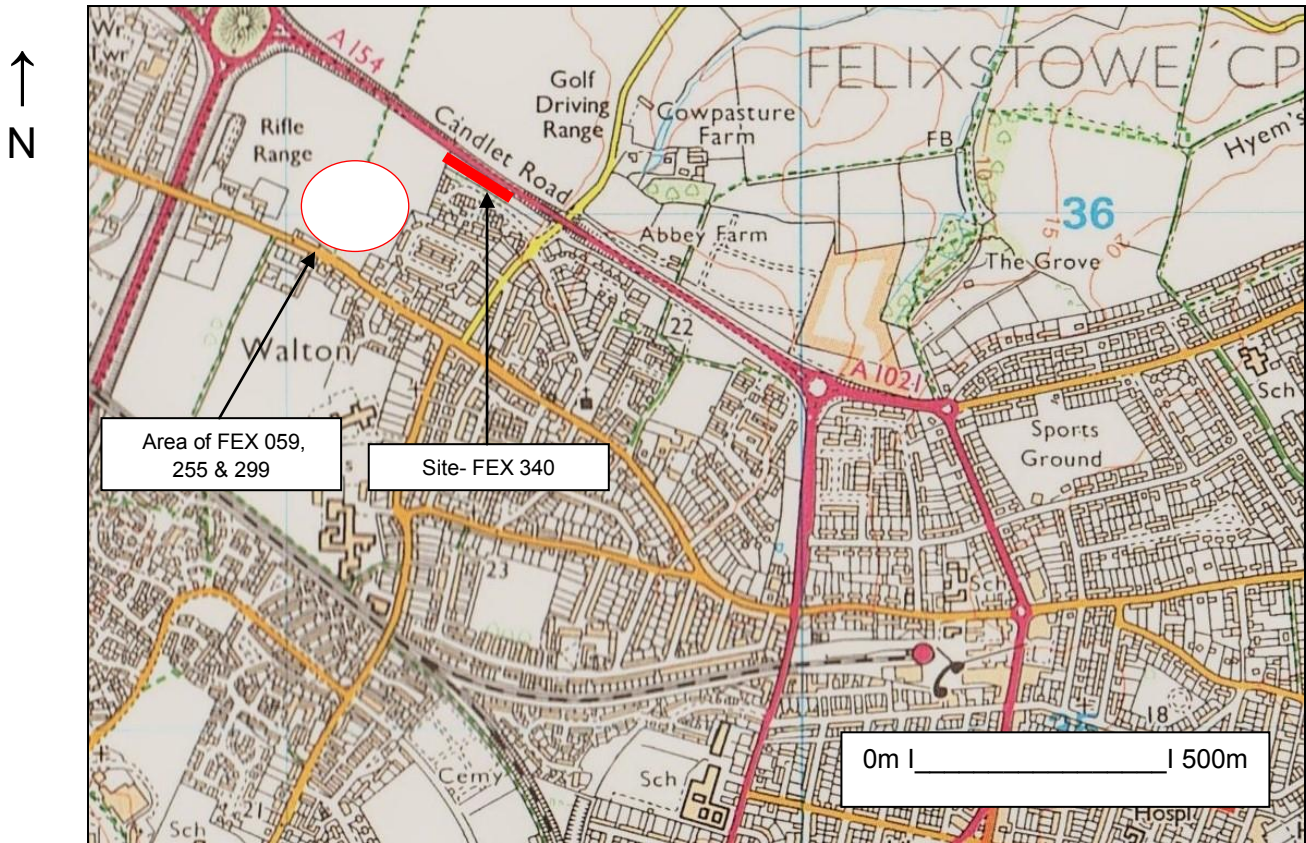 ↑
N
Wr
Twr
A 154
FELIXSTOWE CP
Golf
Driving
Range
Cowpasture
Farm
Candlet Road
Rifle
Range
FB
Hyem's
10
36
15
20
Abbey Farm
The Grove
Walton
22
A 1021
Sch
Sports
Ground
Area of FEX 059,
255 & 299
Site- FEX 340
23
Sch
18
Cemy
Sch
0m I__________________I 500m
21
Sch
Hospl